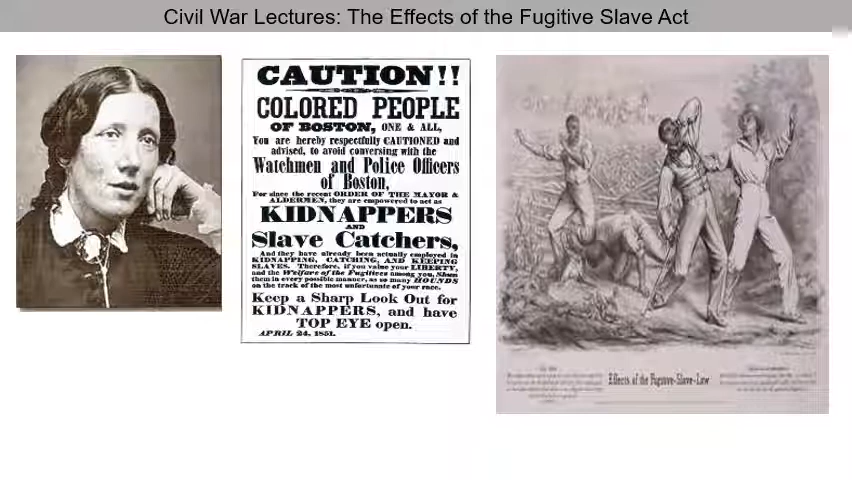 Civil War Lectures: The Effects of the Fugitive Slave Act
CAUTION!!
COLORED PEOPLE
OF BOSTON, ONE & ALL,
You are hereby respectfully CAUTIONED and
advised, to avoid conversing with the
Watchmen and Police Officers
of Boston,
For since the recent ORDER OF THE MAYOR &
ALDERMEN, they are empowered to act as
KIDNAPPERS
AND
Slave Catchers,
And they have already been actually employed in
KIDNAPPING, CATCHING, AND KEEPING
SLAVES. Therefore, if you value your LIBERTY,
and the Welfare of the Fugitives among you, Shun
them in every possible manner, as so many HOUNDS
on the track of the most unfortunate of your race.
Keep a Sharp Look Out for
KIDNAPPERS, and have
TOP EYE open.
APRIL 24, 1851.
Effects of the Fugitive-Slave-Law